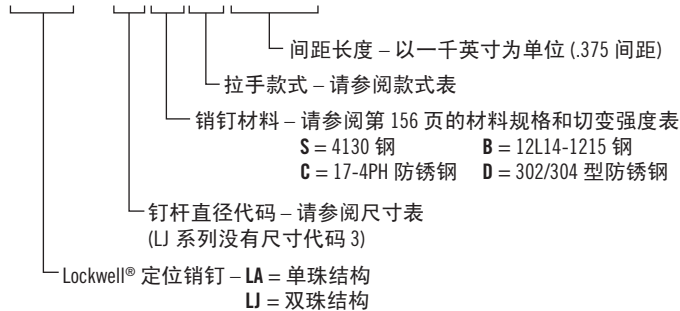 间距长度 – 以一千英寸为单位 (.375 间距)
拉手款式 – 请参阅款式表
销钉材料 – 请参阅第 156 页的材料规格和切变强度表
S = 4130 钢 B = 12L14-1215 钢
C = 17-4PH 防锈钢 D = 302/304 型防锈钢
钉杆直径代码 – 请参阅尺寸表
(LJ 系列没有尺寸代码 3)
Lockwell® 定位销钉 – LA = 单珠结构
LJ = 双珠结构